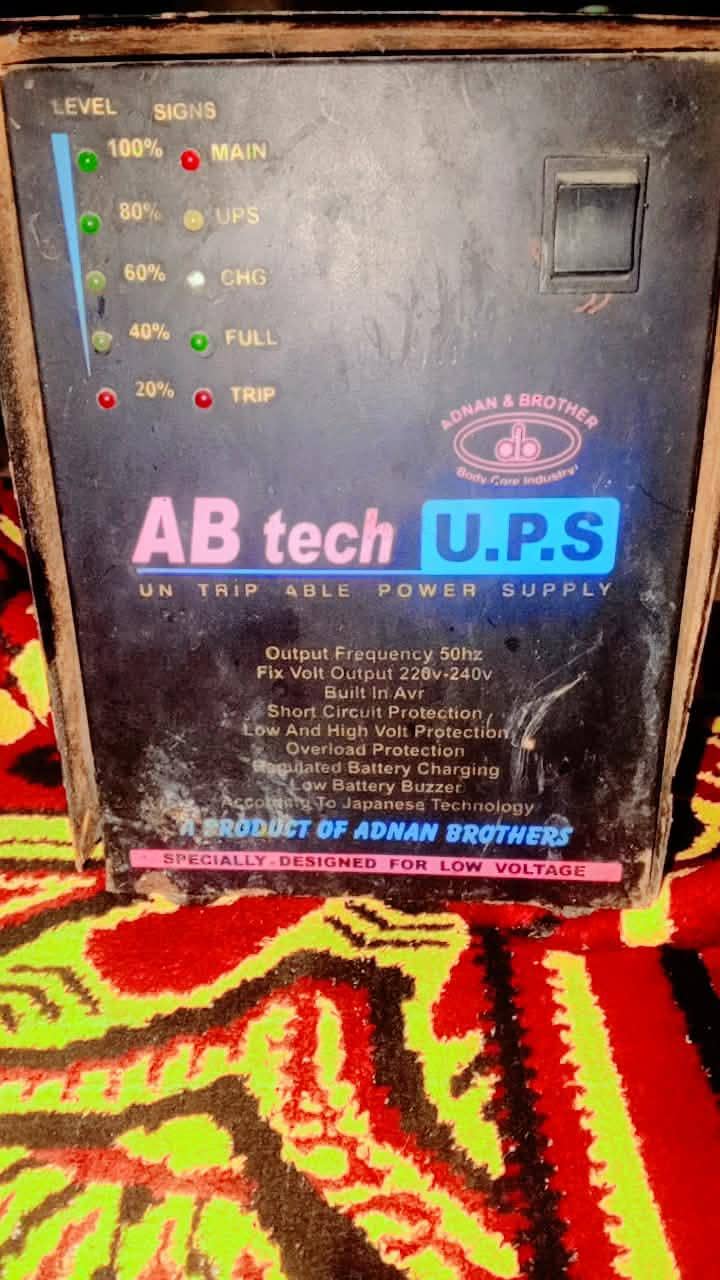 LEVEL SIGNS
100% MAIN
80% UPS
60% CHG
40% FULL
20% TRIP
ADNAN & BROTHER
Body Core Industry
AB tech U.P.S
UN TRIP ABLE POWER SUPPLY
Output Frequency 50hz
Fix Volt Output 220v-240v
Built In Avr
Short Circuit Protection
Low And High Volt Protection
Overload Protection
Regulated Battery Charging
Low Battery Buzzer
According To Japanese Technology
A PRODUCT OF ADNAN BROTHERS
SPECIALLY-DESIGNED FOR LOW VOLTAGE